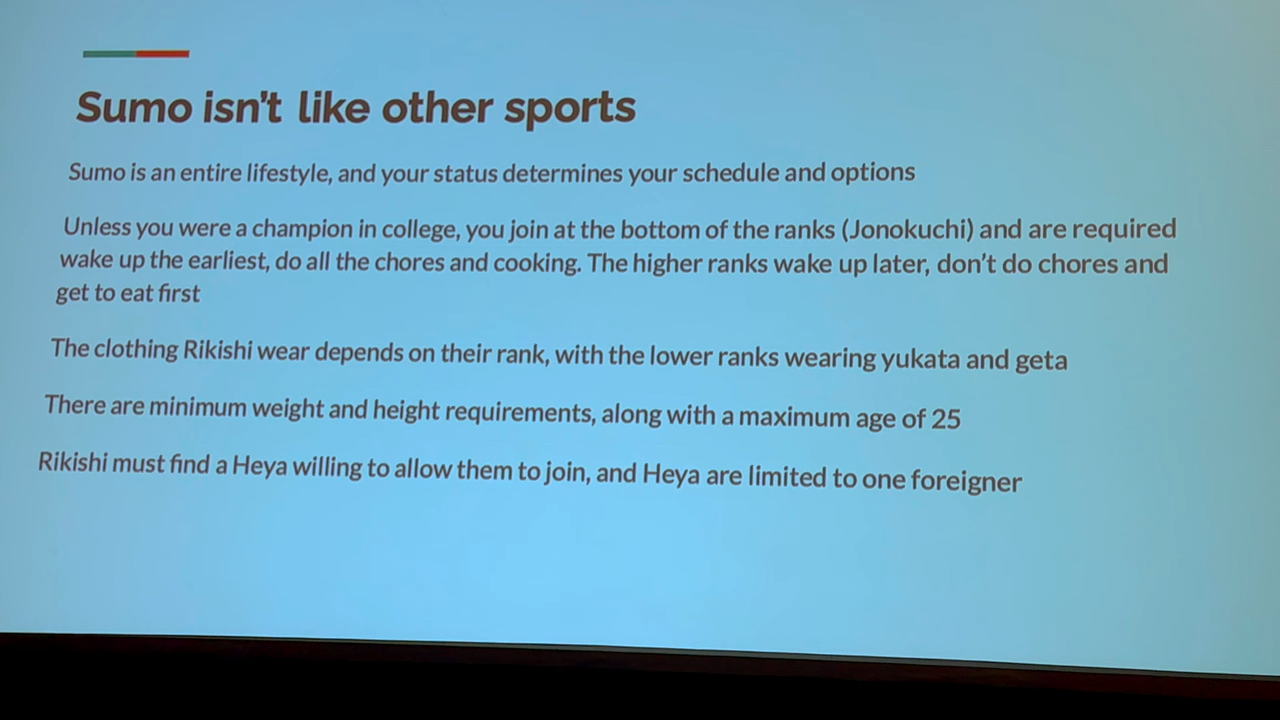 Sumo isn't like other sports
Sumo is an entire lifestyle, and your status determines your schedule and options
Unless you were a champion in college, you join at the bottom of the ranks (Jonokuchi) and are required
wake up the earliest, do all the chores and cooking. The higher ranks wake up later, don't do chores and
get to eat first
The clothing Rikishi wear depends on their rank, with the lower ranks wearing yukata and geta
There are minimum weight and height requirements, along with a maximum age of 25
Rikishi must find a Heya willing to allow them to join, and Heya are limited to one foreigner